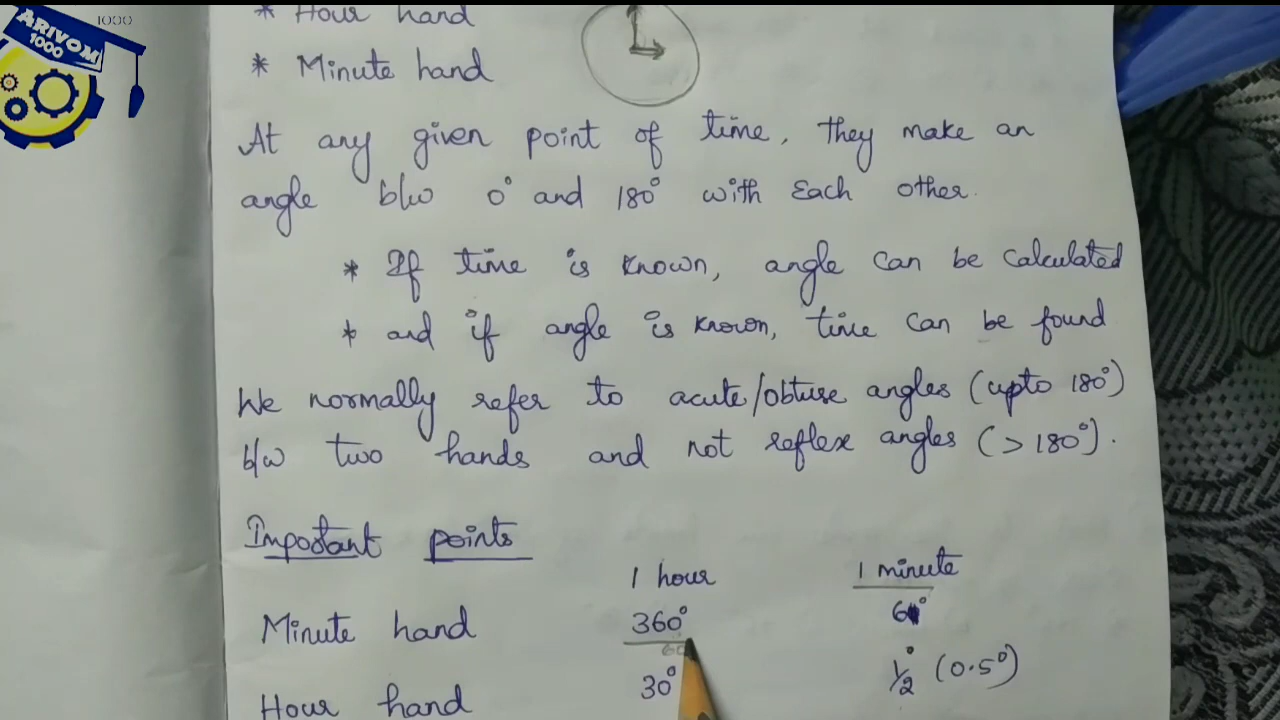 ARIVOM
1000
1000
* Hour hand
* Minute hand
At any given point of time, they make an
angle b/w 0° and 180° with Each other.
* If time is known, angle can be calculated
* and if angle is known, time can be found
We normally refer to acute/obtuse angles (upto 180°)
b/w two hands and not reflex angles (> 180°).
Important points
1 hour 1 minute
Minute hand 360° 6°
60
Hour hand 30° 1/2° (0.5°)